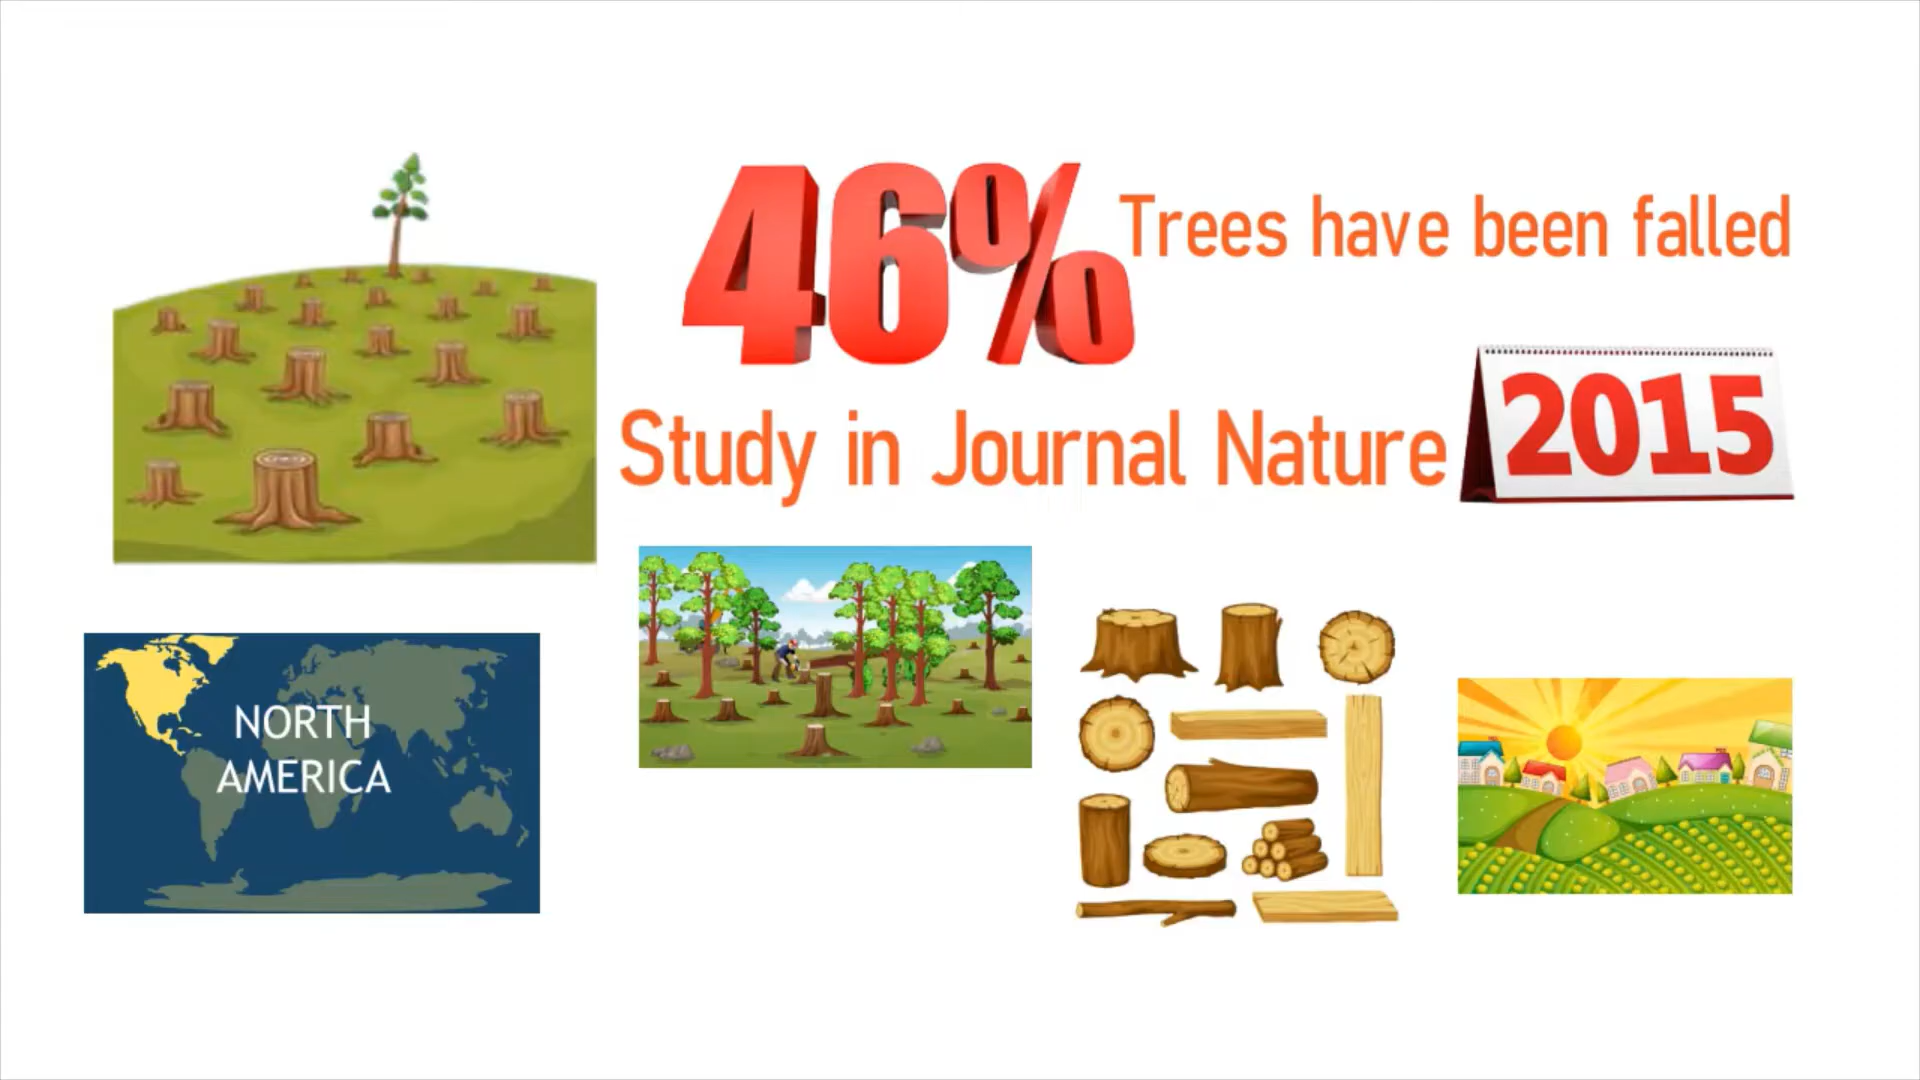 46%
Trees have been falled
Study in Journal Nature
2015
NORTH
AMERICA